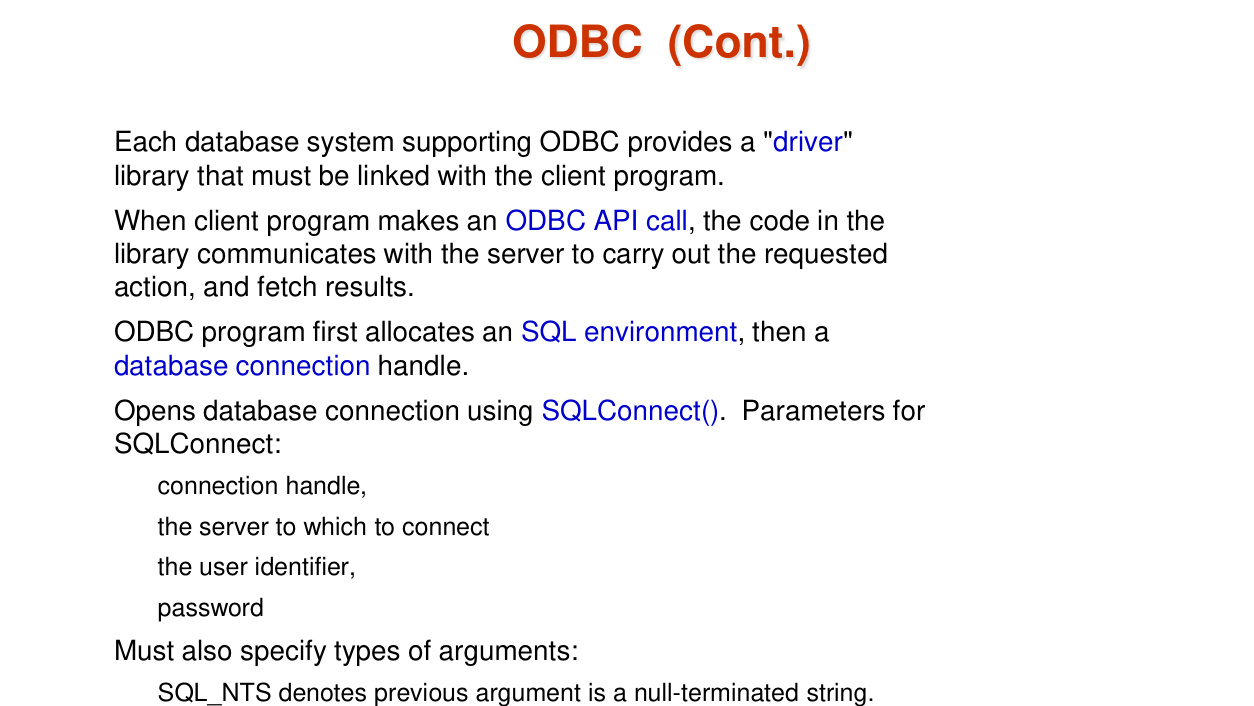 ODBC (Cont.)
Each database system supporting ODBC provides a "driver"
library that must be linked with the client program.
When client program makes an ODBC API call, the code in the
library communicates with the server to carry out the requested
action, and fetch results.
ODBC program first allocates an SQL environment, then a
database connection handle.
Opens database connection using SQLConnect(). Parameters for
SQLConnect:
connection handle,
the server to which to connect
the user identifier,
password
Must also specify types of arguments:
SQL_NTS denotes previous argument is a null-terminated string.